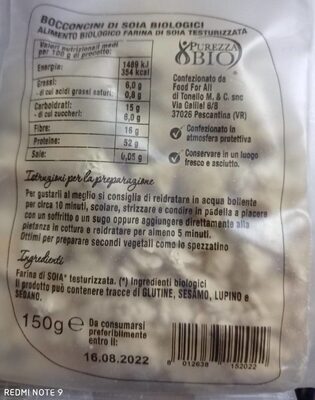 BOCCONCINI DI SOIA BIOLOGICI
ALIMENTO BIOLOGICO FARINA DI SOIA TESTURIZZATA
Valori nutrizionali medi
per 100 g di prodotto:
Energia: 1489 kJ
354 kcal
Grassi: 6,0 g
- di cui acidi grassi saturi: 0,8 g
Carboidrati: 15 g
- di cui zuccheri: 6,0 g
Fibre: 16 g
Proteine: 52 g
Sale: 0,05 g
PUREZZA
BIO
Confezionato da
Food For All
di Tonello M. & C. snc
Via Galilei 6/8
37026 Pescantina (VR)
Confezionato in
atmosfera protettiva
Conservare in un luogo
fresco e asciutto.
Istruzioni per la preparazione
Per gustarli al meglio si consiglia di reidratare in acqua bollente
per circa 10 minuti, scolare, strizzare e condire in padella a piacere
con un soffritto o un sugo oppure aggiungere direttamente alla
pietanza in cottura e reidratare per almeno 5 minuti.
Ottimi per preparare secondi vegetali come lo spezzatino
Ingredienti
Farina di SOIA* testurizzata. (*) Ingredienti biologici
Il prodotto può contenere tracce di GLUTINE, SESAMO, LUPINO e
SEDANO.
150g e
Da consumarsi
preferibilmente
entro il:
16.08.2022
8 012638 152022
REDMI NOTE 9